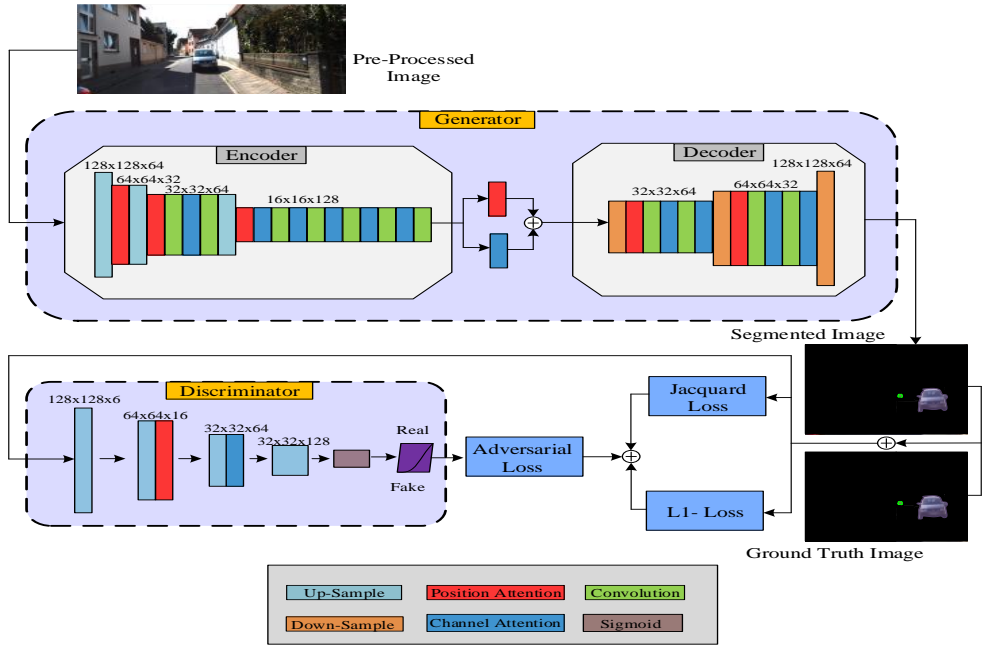 Pre-Processed
Image
Generator
Encoder
Decoder
128x128x64
64x64x32
32x32x64
16x16x128
32x32x64
64x64x32
128x128x64
Segmented Image
Discriminator
128x128x6
64x64x16
32x32x64
32x32x128
Real
Fake
Adversarial
Loss
Jacquard
Loss
L1- Loss
Ground Truth Image
Up-Sample
Position Attention
Convolution
Down-Sample
Channel Attention
Sigmoid